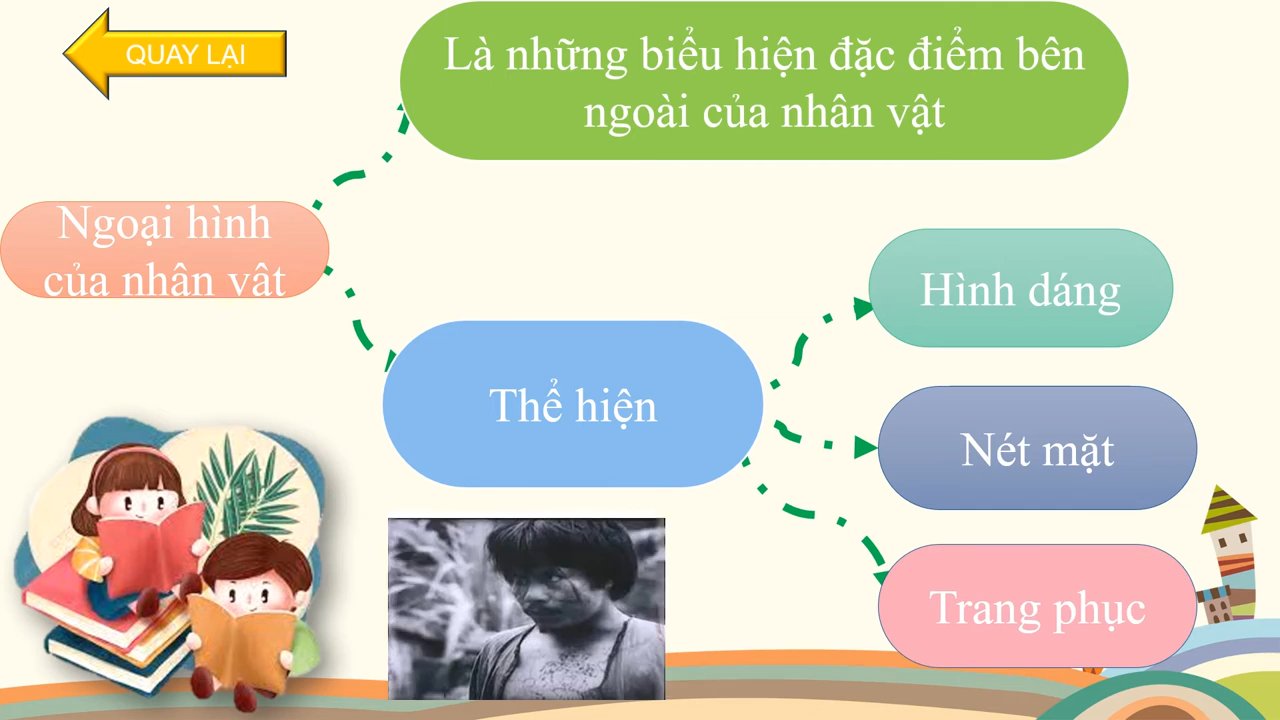 QUAY LẠI
Là những biểu hiện đặc điểm bên
ngoài của nhân vật
Ngoại hình
của nhân vật
Hình dáng
Thể hiện
Nét mặt
Trang phục